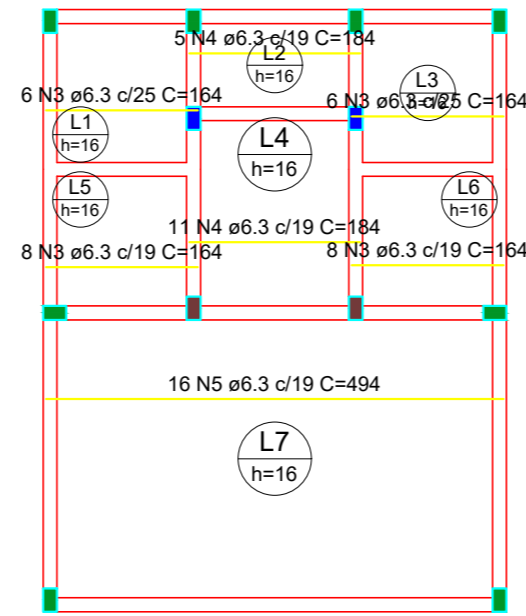 5 N4 ø6.3 c/19 C=184
L2
h=16
L3
h=16
6 N3 ø6.3 c/25 C=164
6 N3 ø6.3 c/25 C=164
L1
h=16
L4
h=16
L5
h=16
L6
h=16
11 N4 ø6.3 c/19 C=184
8 N3 ø6.3 c/19 C=164
8 N3 ø6.3 c/19 C=164
16 N5 ø6.3 c/19 C=494
L7
h=16